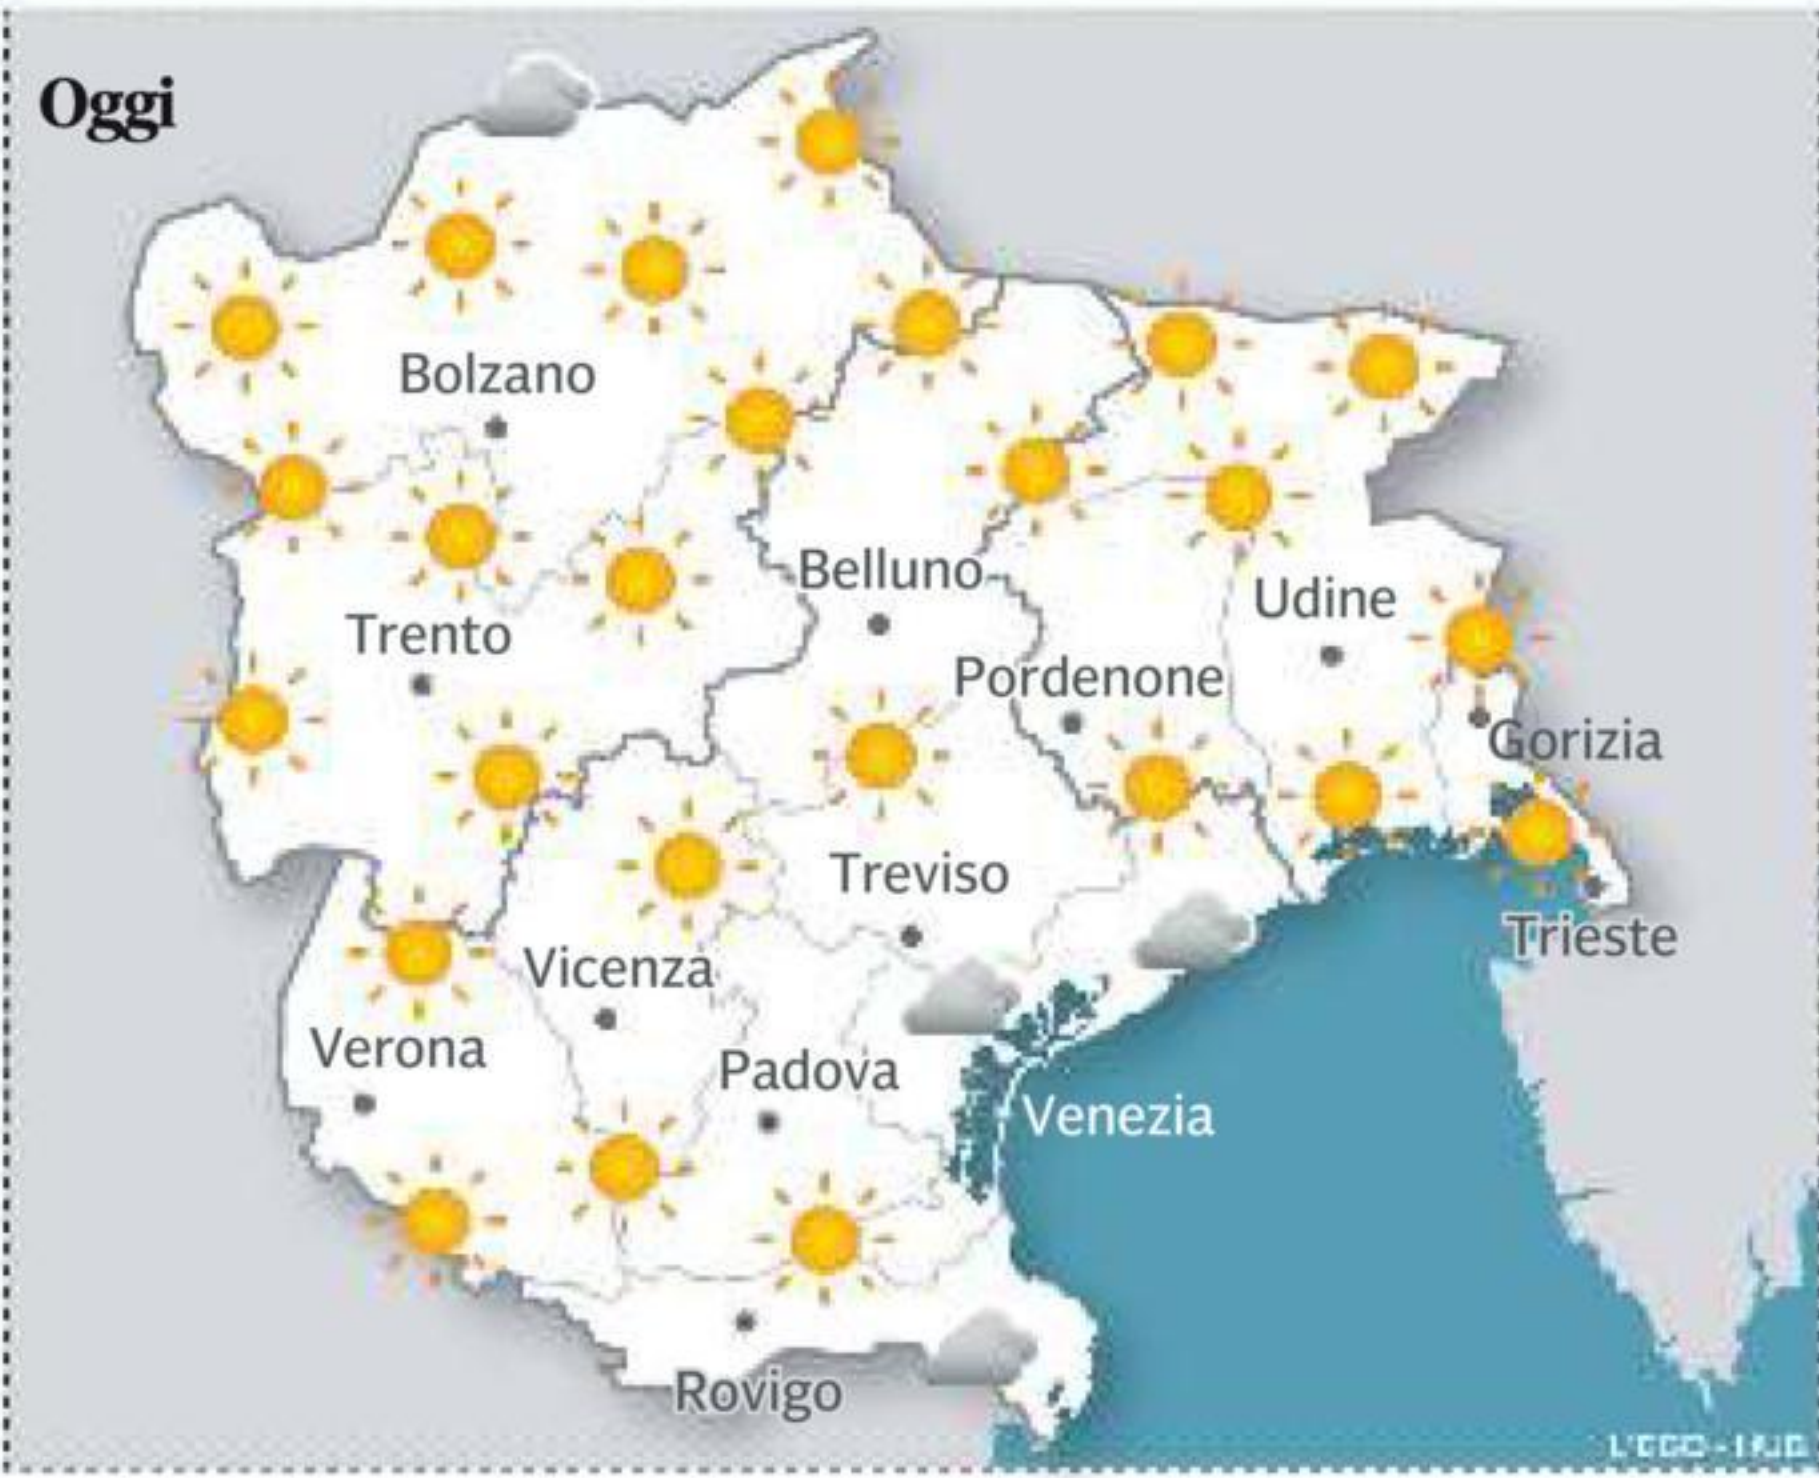 Oggi
Bolzano
Belluno
Udine
Trento
Pordenone
Gorizia
Treviso
Trieste
Vicenza
Verona
Padova
Venezia
Rovigo